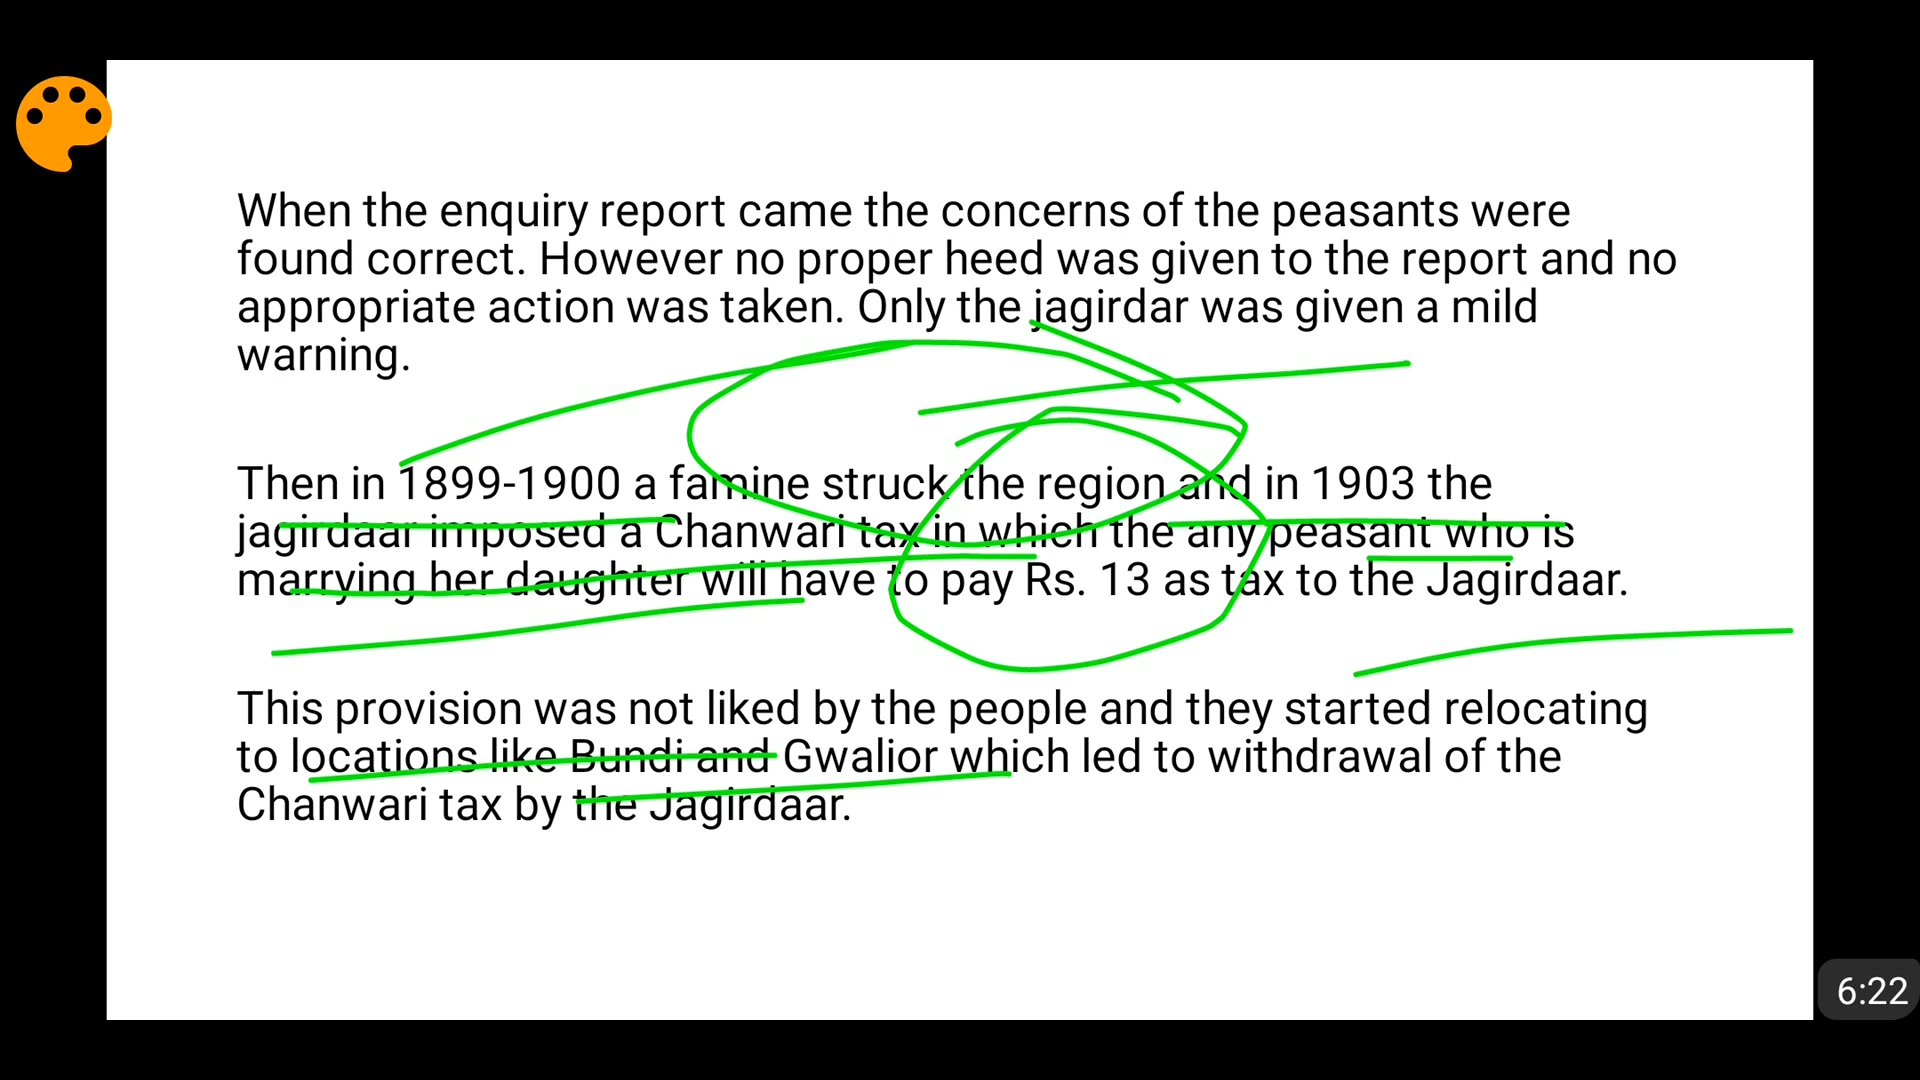 When the enquiry report came the concerns of the peasants were
found correct. However no proper heed was given to the report and no
appropriate action was taken. Only the jagirdar was given a mild
warning.
Then in 1899-1900 a famine struck the region and in 1903 the
jagirdaar imposed a Chanwari tax in which the any peasant who is
marrying her daughter will have to pay Rs. 13 as tax to the Jagirdaar.
This provision was not liked by the people and they started relocating
to locations like Bundi and Gwalior which led to withdrawal of the
Chanwari tax by the Jagirdaar.
6:22